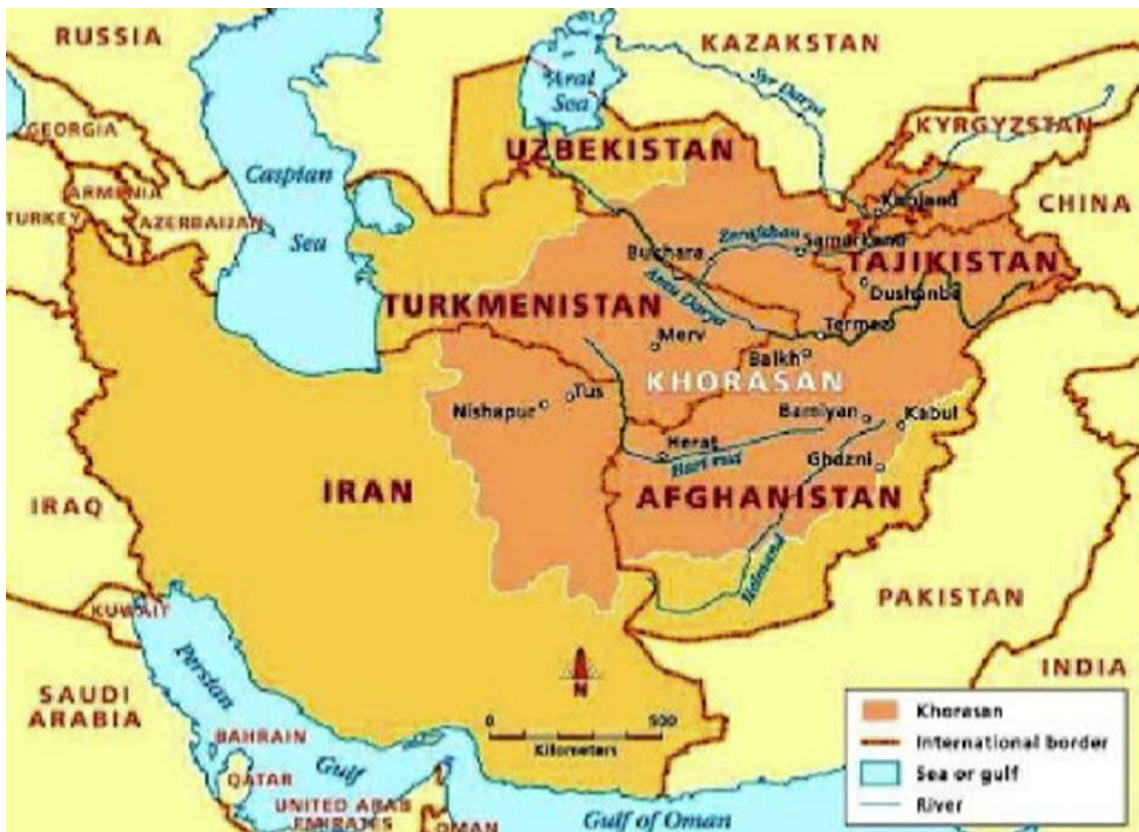 RUSSIA
KAZAKSTAN
Aral
Sea
Syr Darya
GEORGIA
KYRGYZSTAN
UZBEKISTAN
Caspian
Sea
ARMENIA
TURKEY
AZERBAIJAN
CHINA
Samarkand
Buchara
Zerafshan
TAJIKISTAN
Dushanbe
TURKMENISTAN
Amu Darya
Termez
Merv
Balkh
KHORASAN
Tus
Nishapur
Bamiyan
Kabul
Herat
Hari rud
Ghazni
IRAN
AFGHANISTAN
IRAQ
Helmand
PAKISTAN
KUWAIT
Persian
Gulf
INDIA
SAUDI
ARABIA
N
0 500
Kilometers
BAHRAIN
QATAR
UNITED ARAB
EMIRATES
OMAN
Gulf of Oman
Khorasan
International border
Sea or gulf
River